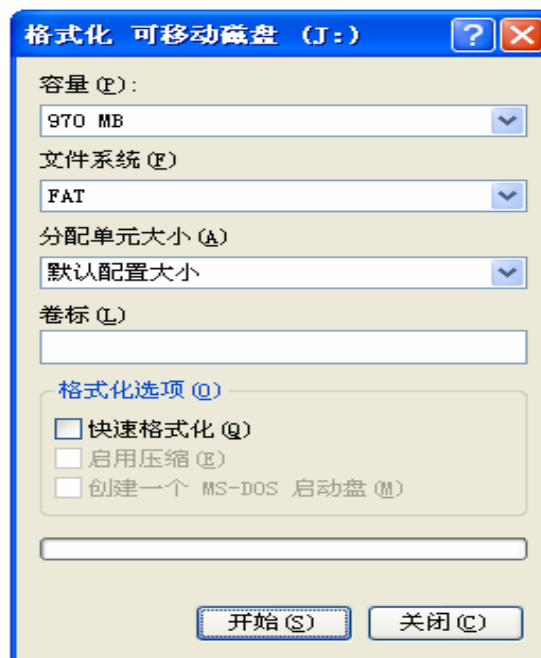 格式化 可移动磁盘 (J:)
容量(P):
970 MB
文件系统(F)
FAT
分配单元大小(A)
默认配置大小
卷标(L)
格式化选项(O)
快速格式化(Q)
启用压缩(E)
创建一个 MS-DOS 启动盘(M)
开始(S)
关闭(C)